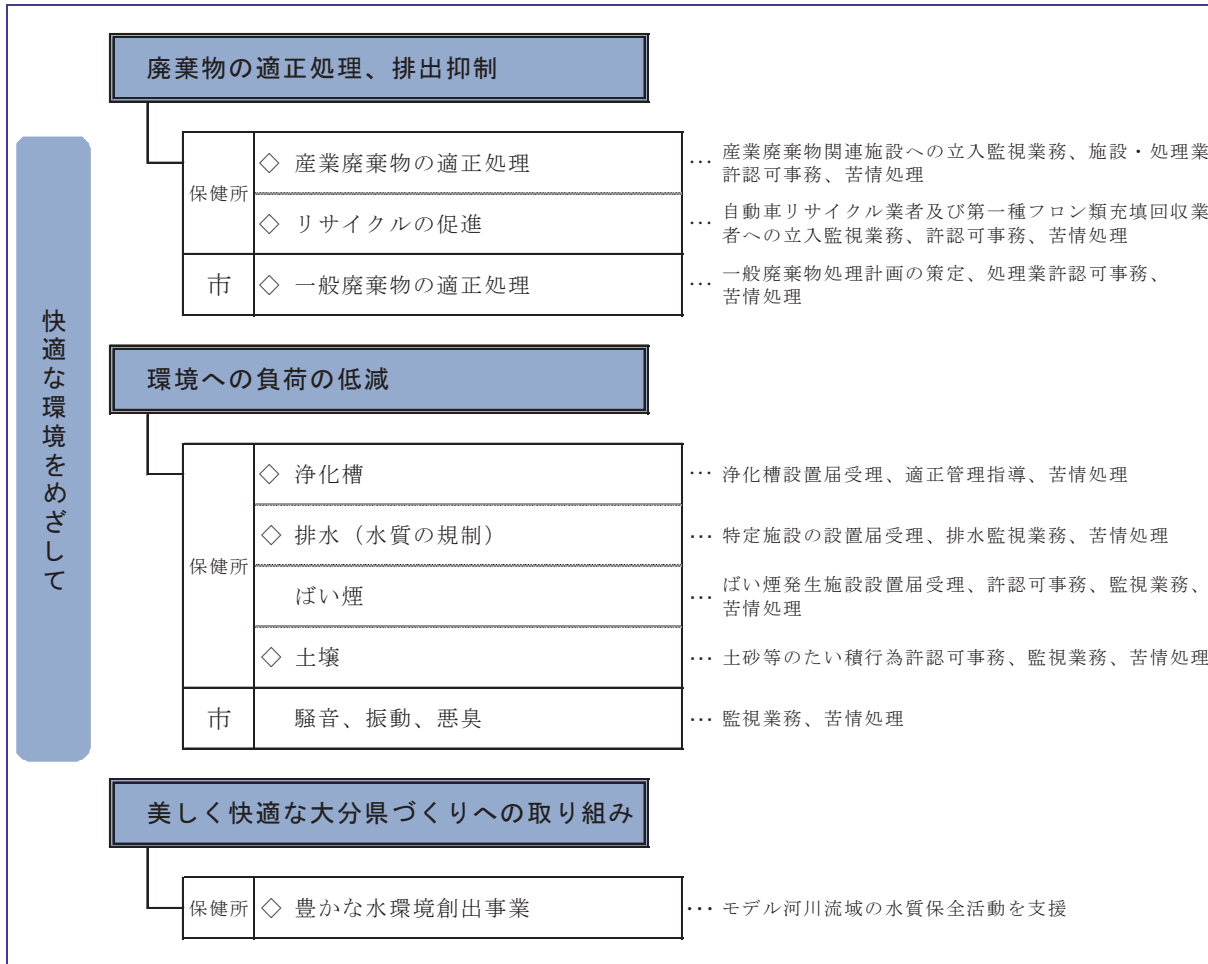 快適な環境をめざして
廃棄物の適正処理、排出抑制
保健所
◇ 産業廃棄物の適正処理
… 産業廃棄物関連施設への立入監視業務、施設・処理業
許認可事務、苦情処理
◇ リサイクルの促進
… 自動車リサイクル業者及び第一種フロン類充填回収業
者への立入監視業務、許認可事務、苦情処理
市
◇ 一般廃棄物の適正処理
… 一般廃棄物処理計画の策定、処理業許認可事務、
苦情処理
環境への負荷の低減
保健所
◇ 浄化槽
… 浄化槽設置届受理、適正管理指導、苦情処理
◇ 排水（水質の規制）
… 特定施設の設置届受理、排水監視業務、苦情処理
ばい煙
… ばい煙発生施設設置届受理、許認可事務、監視業務、
苦情処理
◇ 土壌
… 土砂等のたい積行為許認可事務、監視業務、苦情処理
市
騒音、振動、悪臭
… 監視業務、苦情処理
美しく快適な大分県づくりへの取り組み
保健所
◇ 豊かな水環境創出事業
… モデル河川流域の水質保全活動を支援